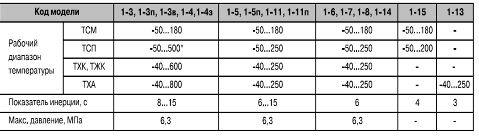 Код модели 1-3, 1-3п, 1-3в, 1-4, 1-4з 1-5, 1-5п, 1-11, 1-11п 1-6, 1-7, 1-8, 1-14 1-15 1-13
Рабочий диапазон температуры
ТСМ -50...180 -50...180 -50...180 -50...180 -
ТСП -50...500* -50...250 -50...250 -50...200 -
ТХК, ТЖК -40...600 -40...250 -40...250 - -
ТХА -40...800 -40...250 -40...250 - -40...250
Показатель инерции, с 8...15 6...15 6 4 3
Макс, давление, МПа 6,3 6,3 6,3 - -